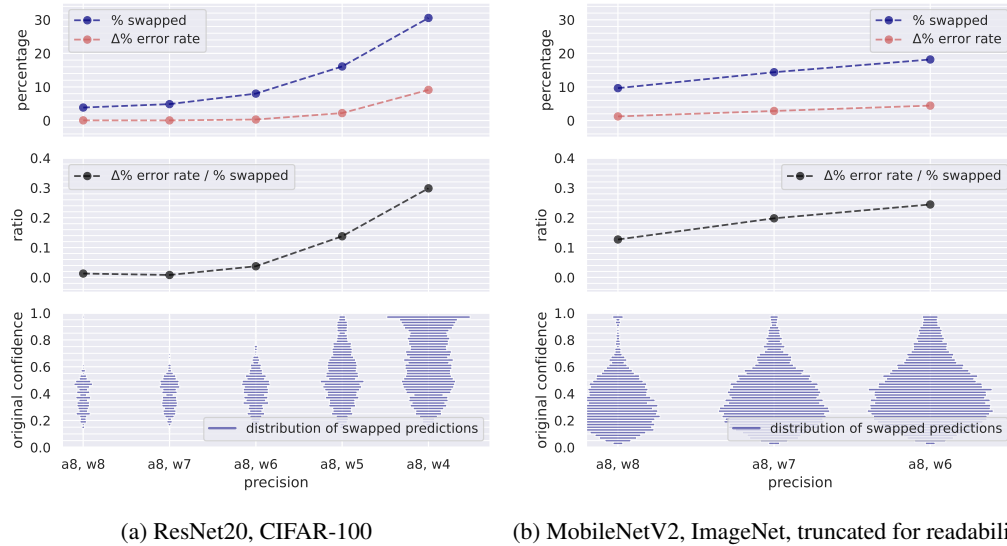 % swapped
Δ% error rate
30
20
10
0
percentage
Δ% error rate / % swapped
0.4
0.3
0.2
0.1
0.0
ratio
1.0
0.8
0.6
0.4
0.2
0.0
original confidence
distribution of swapped predictions
a8, w8
a8, w7
a8, w6
a8, w5
a8, w4
precision
(a) ResNet20, CIFAR-100
% swapped
Δ% error rate
30
20
10
0
percentage
Δ% error rate / % swapped
0.4
0.3
0.2
0.1
0.0
ratio
1.0
0.8
0.6
0.4
0.2
0.0
original confidence
distribution of swapped predictions
a8, w8
a8, w7
a8, w6
precision
(b) MobileNetV2, ImageNet, truncated for